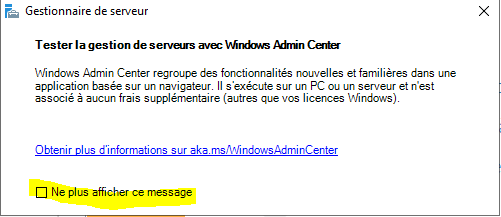 Gestionnaire de serveur
Tester la gestion de serveurs avec Windows Admin Center
Windows Admin Center regroupe des fonctionnalités nouvelles et familières dans une
application basée sur un navigateur. Il s'exécute sur un PC ou un serveur et n'est
associé à aucun frais supplémentaire (autres que vos licences Windows).
Obtenir plus d'informations sur aka.ms/WindowsAdminCenter
Ne plus afficher ce message